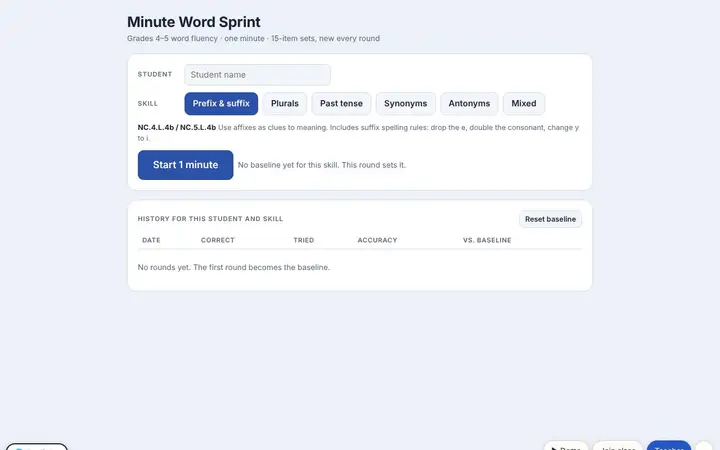 Minute Word Sprint
Grades 4–5 word fluency · one minute · 15-item sets, new every round
STUDENT
Student name
SKILL
Prefix & suffix
Plurals
Past tense
Synonyms
Antonyms
Mixed
NC.4.L.4b / NC.5.L.4b Use affixes as clues to meaning. Includes suffix spelling rules: drop the e, double the consonant, change y
to i.
Start 1 minute
No baseline yet for this skill. This round sets it.
HISTORY FOR THIS STUDENT AND SKILL
Reset baseline
DATE CORRECT TRIED ACCURACY VS. BASELINE
No rounds yet. The first round becomes the baseline.